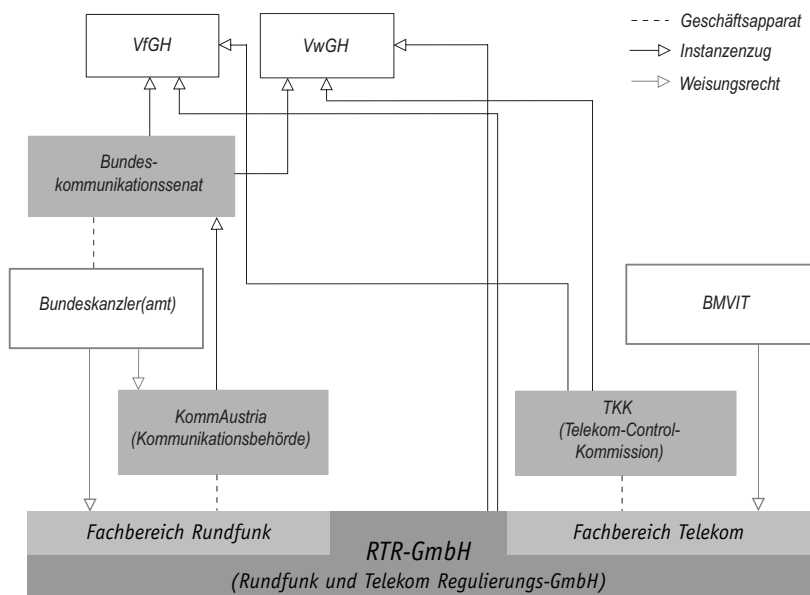 VfGH
VwGH
Geschäftsapparat
Instanzenzug
Weisungsrecht
Bundes-
kommunikationssenat
Bundeskanzler(amt)
BMVIT
KommAustria
(Kommunikationsbehörde)
TKK
(Telekom-Control-
Kommission)
Fachbereich Rundfunk
Fachbereich Telekom
RTR-GmbH
(Rundfunk und Telekom Regulierungs-GmbH)